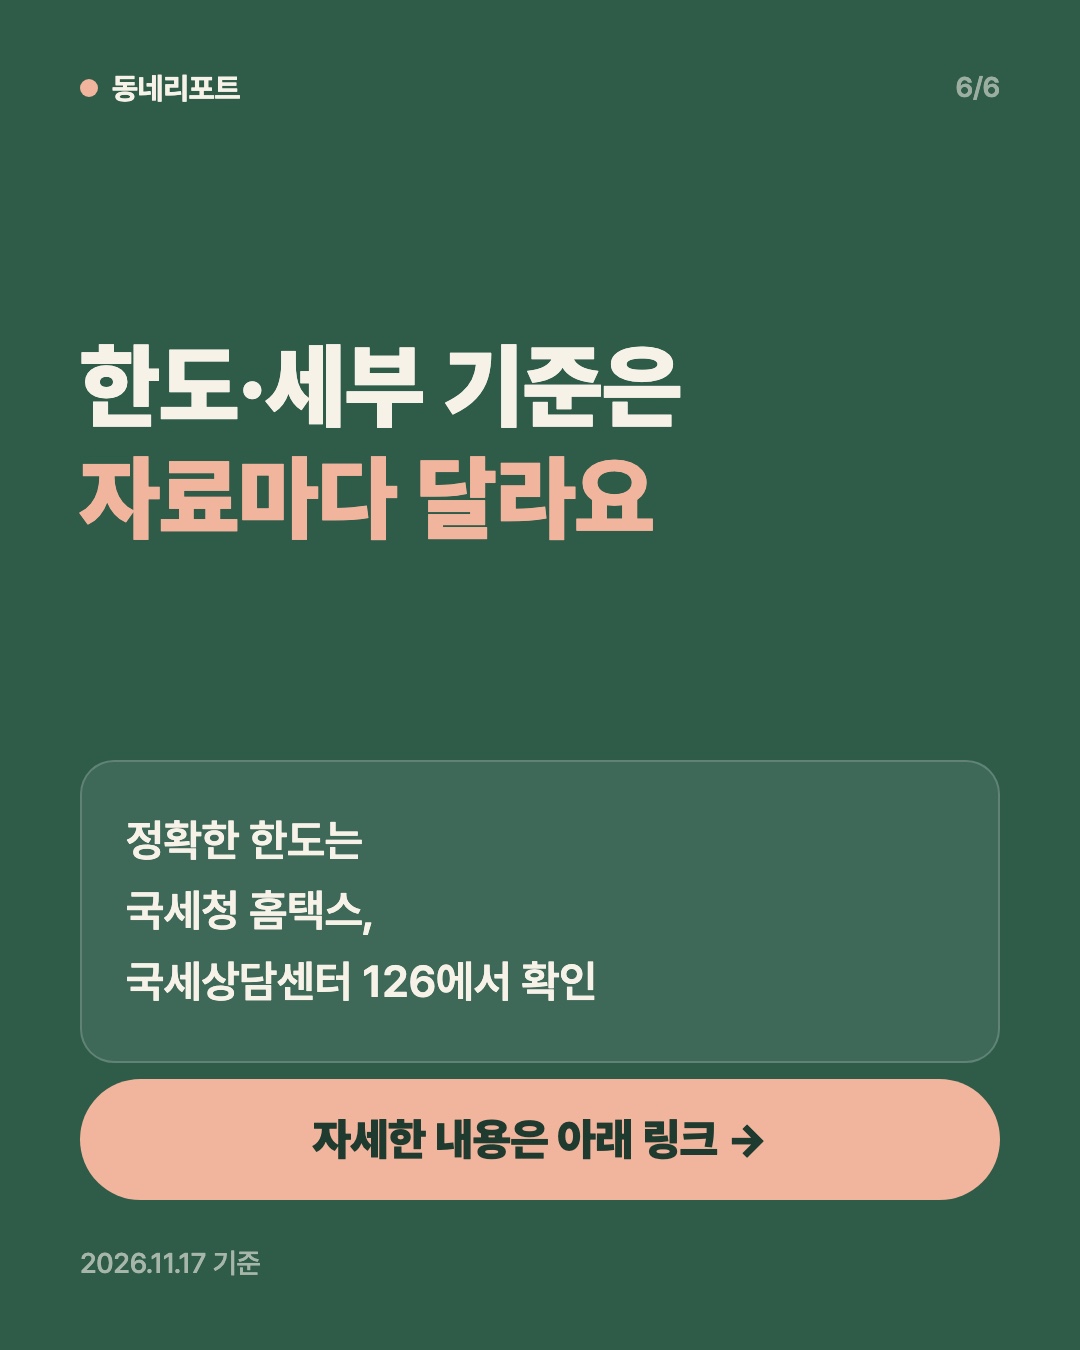 동네리포트
6/6
한도·세부 기준은
자료마다 달라요
정확한 한도는
국세청 홈택스,
국세상담센터 126에서 확인
자세한 내용은 아래 링크 →
2026.11.17 기준